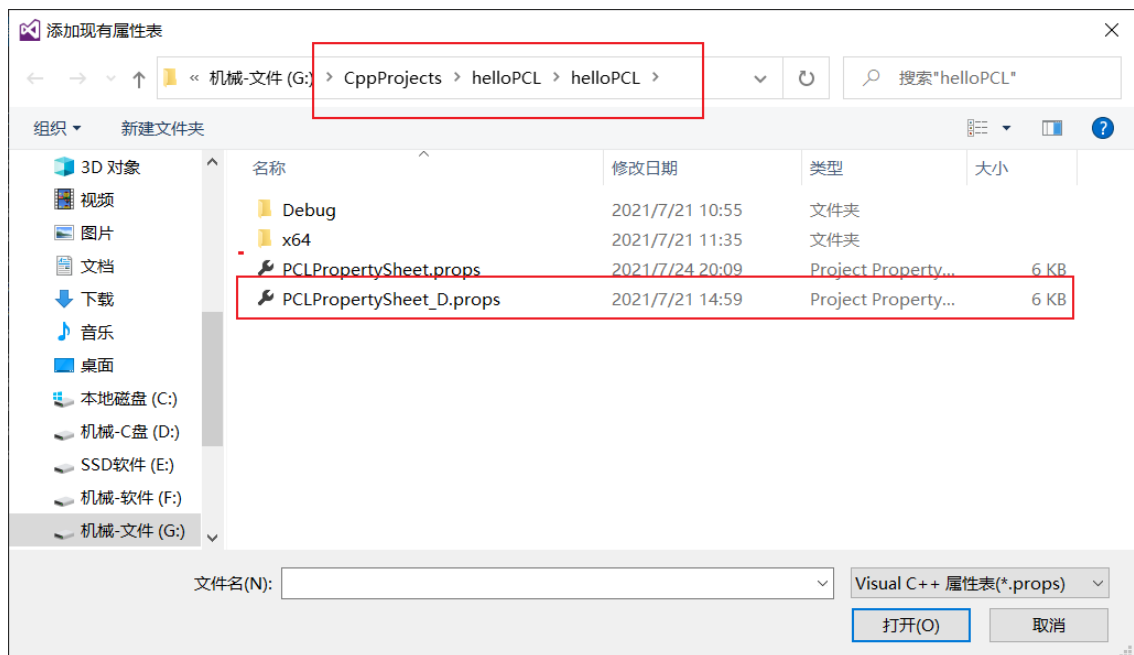 添加现有属性表
« 机械-文件 (G:) > CppProjects > helloPCL > helloPCL >
搜索"helloPCL"
组织 新建文件夹
名称 修改日期 类型 大小
3D 对象
视频
图片
文档
下载
音乐
桌面
本地磁盘 (C:)
机械-C盘 (D:)
SSD软件 (E:)
机械-软件 (F:)
机械-文件 (G:)
Debug 2021/7/21 10:55 文件夹
x64 2021/7/21 11:35 文件夹
PCLPropertySheet.props 2021/7/24 20:09 Project Property... 6 KB
PCLPropertySheet_D.props 2021/7/21 14:59 Project Property... 6 KB
文件名(N):
Visual C++ 属性表(*.props)
打开(O) 取消